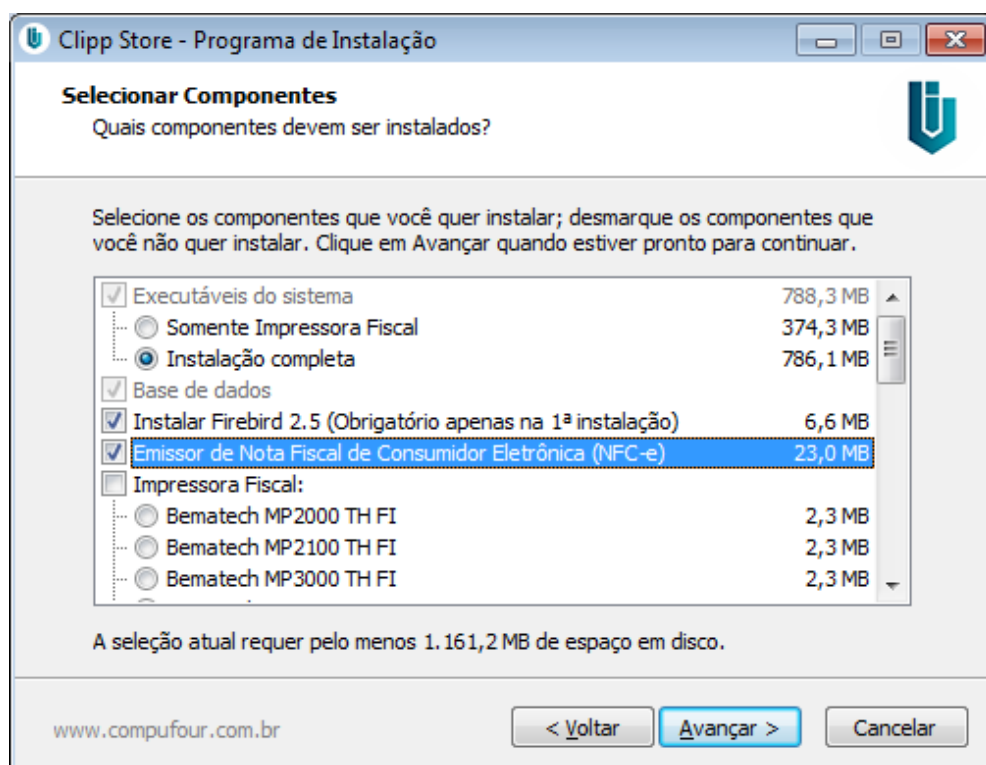 Clipp Store - Programa de Instalação
Selecionar Componentes
Quais componentes devem ser instalados?
Selecione os componentes que você quer instalar; desmarque os componentes que
você não quer instalar. Clique em Avançar quando estiver pronto para continuar.
Executáveis do sistema 788,3 MB
Somente Impressora Fiscal 374,3 MB
Instalação completa 786,1 MB
Base de dados
Instalar Firebird 2.5 (Obrigatório apenas na 1ª instalação) 6,6 MB
Emissor de Nota Fiscal de Consumidor Eletrônica (NFC-e) 23,0 MB
Impressora Fiscal:
Bematech MP2000 TH FI 2,3 MB
Bematech MP2100 TH FI 2,3 MB
Bematech MP3000 TH FI 2,3 MB
A seleção atual requer pelo menos 1.161,2 MB de espaço em disco.
www.compufour.com.br < Voltar Avançar > Cancelar